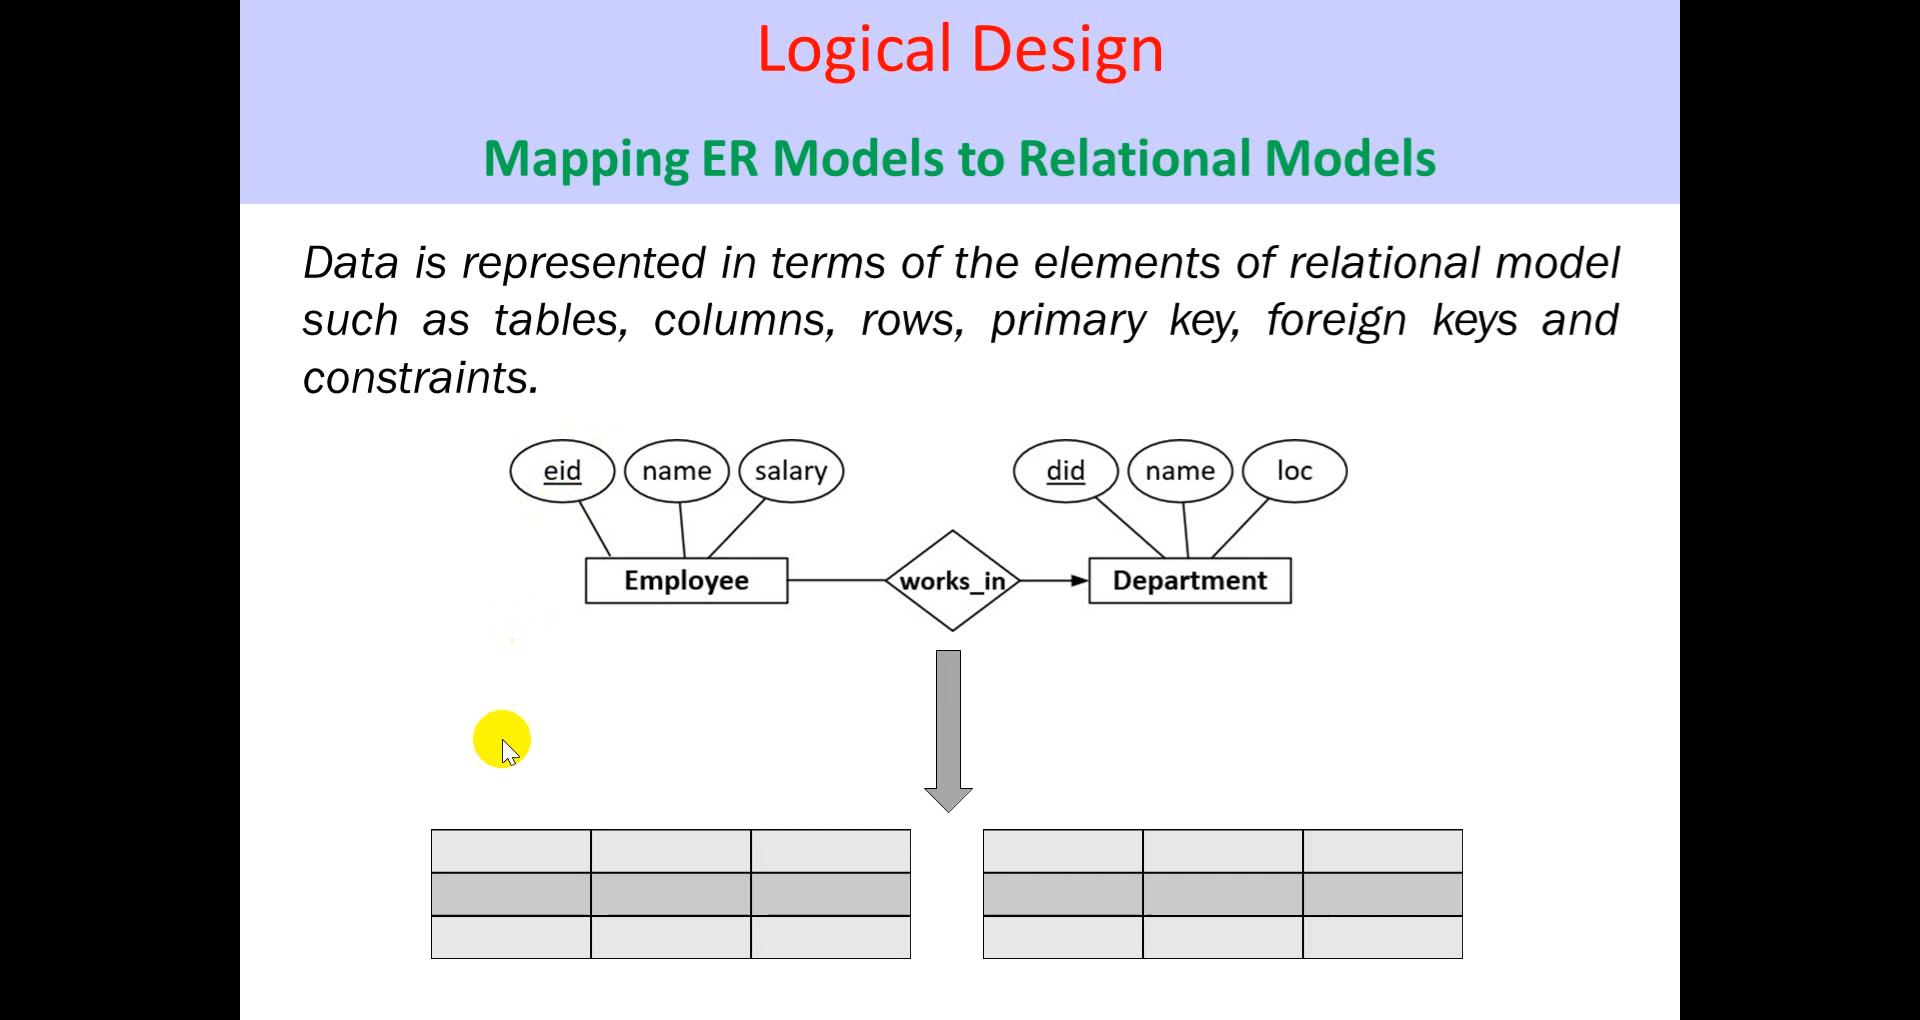 Logical Design
Mapping ER Models to Relational Models
Data is represented in terms of the elements of relational model
such as tables, columns, rows, primary key, foreign keys and
constraints.
eid name salary did name loc
Employee works_in Department